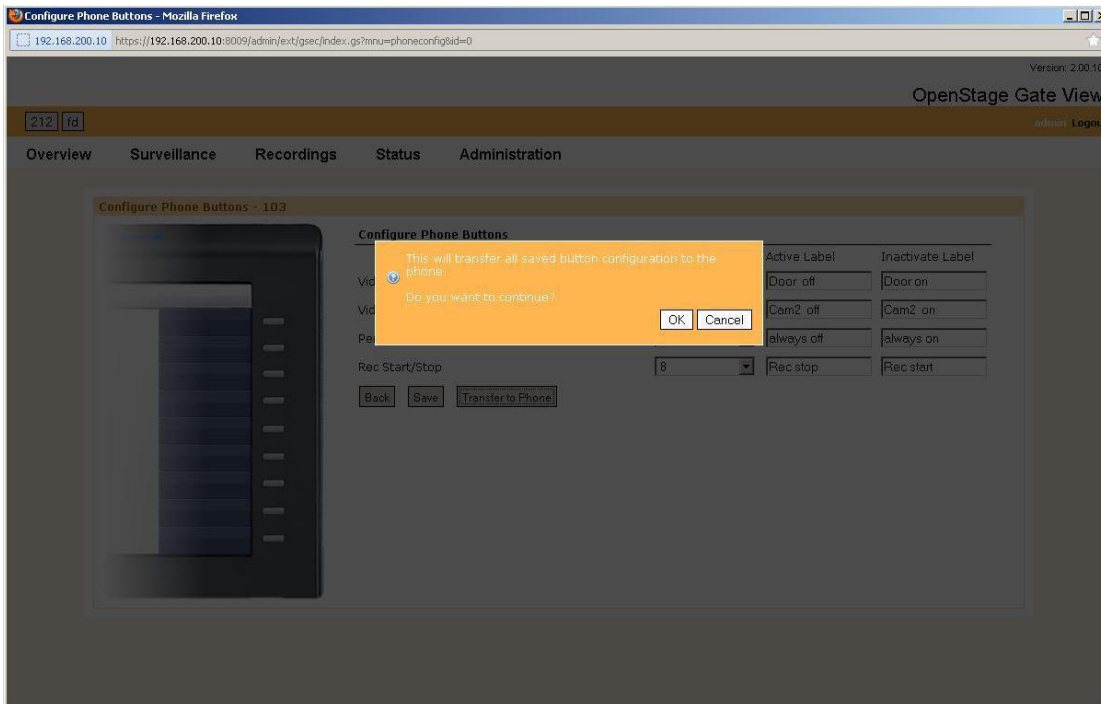 Configure Phone Buttons - Mozilla Firefox
192.168.200.10 https://192.168.200.10:8009/admin/ext/gsec/index.gs?mnu=phoneconfig&id=0
Version: 2.00.10
OpenStage Gate View
212 fd
admin Logou
Overview Surveillance Recordings Status Administration
Configure Phone Buttons - 103
Configure Phone Buttons
Active Label Inactivate Label
This will transfer all saved button configuration to the
phone.
Do you want to continue?
OK Cancel
Vid Door off Door on
Vid Cam2 off Cam2 on
Per always off always on
Rec Start/Stop 8 Rec stop Rec start
Back Save Transfer to Phone